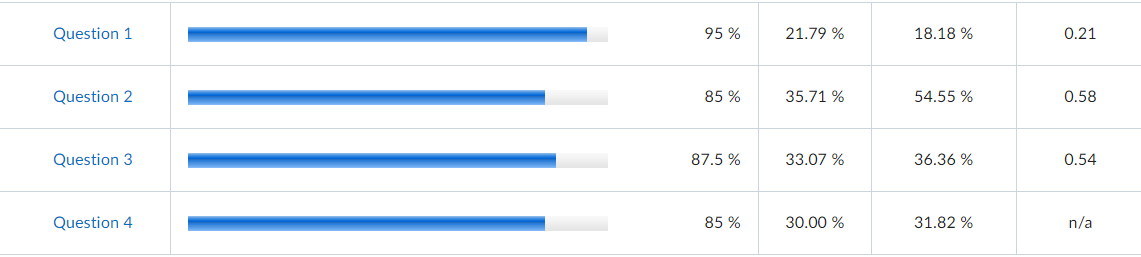 Question 1 95 % 21.79 % 18.18 % 0.21
Question 2 85 % 35.71 % 54.55 % 0.58
Question 3 87.5 % 33.07 % 36.36 % 0.54
Question 4 85 % 30.00 % 31.82 % n/a